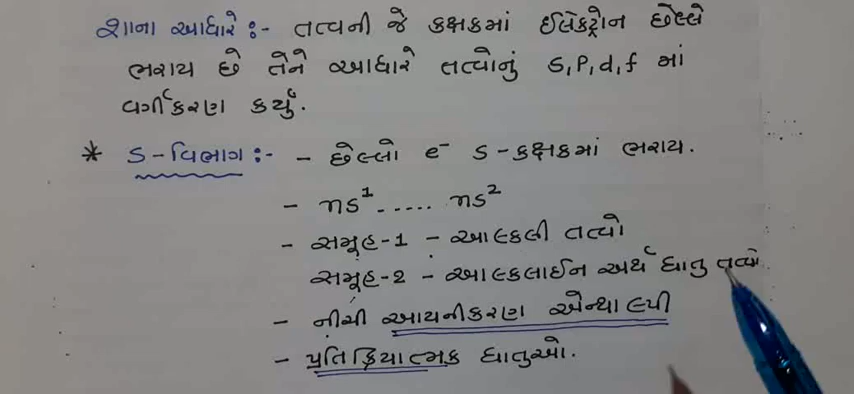 શાના આધારે :- તત્વની જે કક્ષકમાં ઈલેક્ટ્રોન છેલ્લે
ભરાય છે તેને આધારે તત્વોનું s, p, d, f માં
વર્ગીકરણ કર્યું.
* s-વિભાગ :- - છેલ્લો e⁻ s-કક્ષકમાં ભરાય.
- ns¹ ..... ns²
- સમૂહ-1 - આલ્કલી તત્વો
સમૂહ-2 - આલ્કલાઈન અર્થ ધાતુ તત્વો
- નીચી આયનીકરણ એન્થાલ્પી
- પ્રતિક્રિયાત્મક ધાતુઓ.